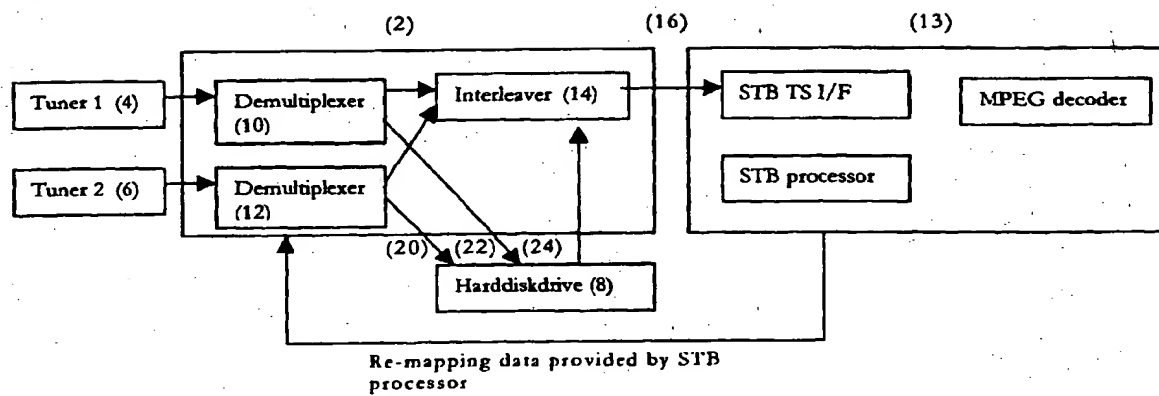 (2)
(16)
(13)
Tuner 1 (4)
Demultiplexer
(10)
Interleaver (14)
STB TS I/F
MPEG decoder
Tuner 2 (6)
Demultiplexer
(12)
STB processor
(20)
(22)
(24)
Harddiskdrive (8)
Re-mapping data provided by STB
processor